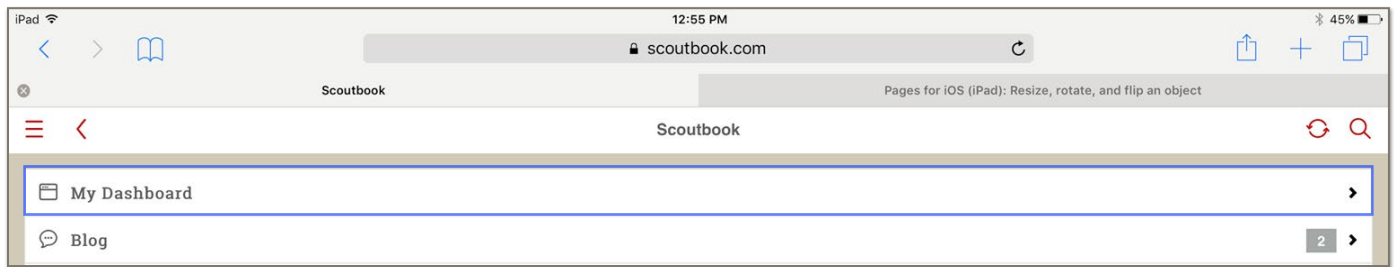 iPad 12:55 PM 45%
scoutbook.com
Scoutbook Pages for iOS (iPad): Resize, rotate, and flip an object
Scoutbook
My Dashboard
Blog 2